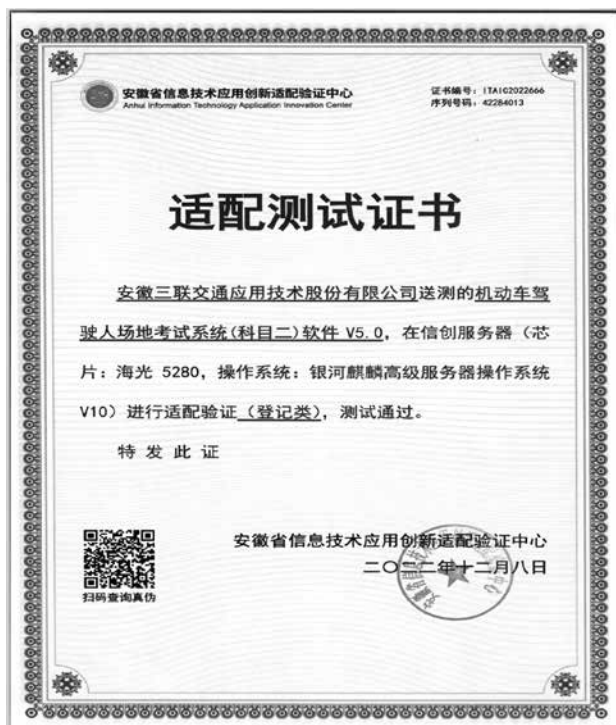 安徽省信息技术应用创新适配验证中心
Anhui Information Technology Application Innovation Center
证书编号：ITAIC2022666
序列号码：42284013
适配测试证书
安徽三联交通应用技术股份有限公司送测的机动车驾
驶人场地考试系统(科目二)软件 V5.0，在信创服务器（芯
片：海光 5280，操作系统：银河麒麟高级服务器操作系统
V10）进行适配验证（登记类），测试通过。
特 发 此 证
安徽省信息技术应用创新适配验证中心
二〇二二年十二月八日
扫码查询真伪